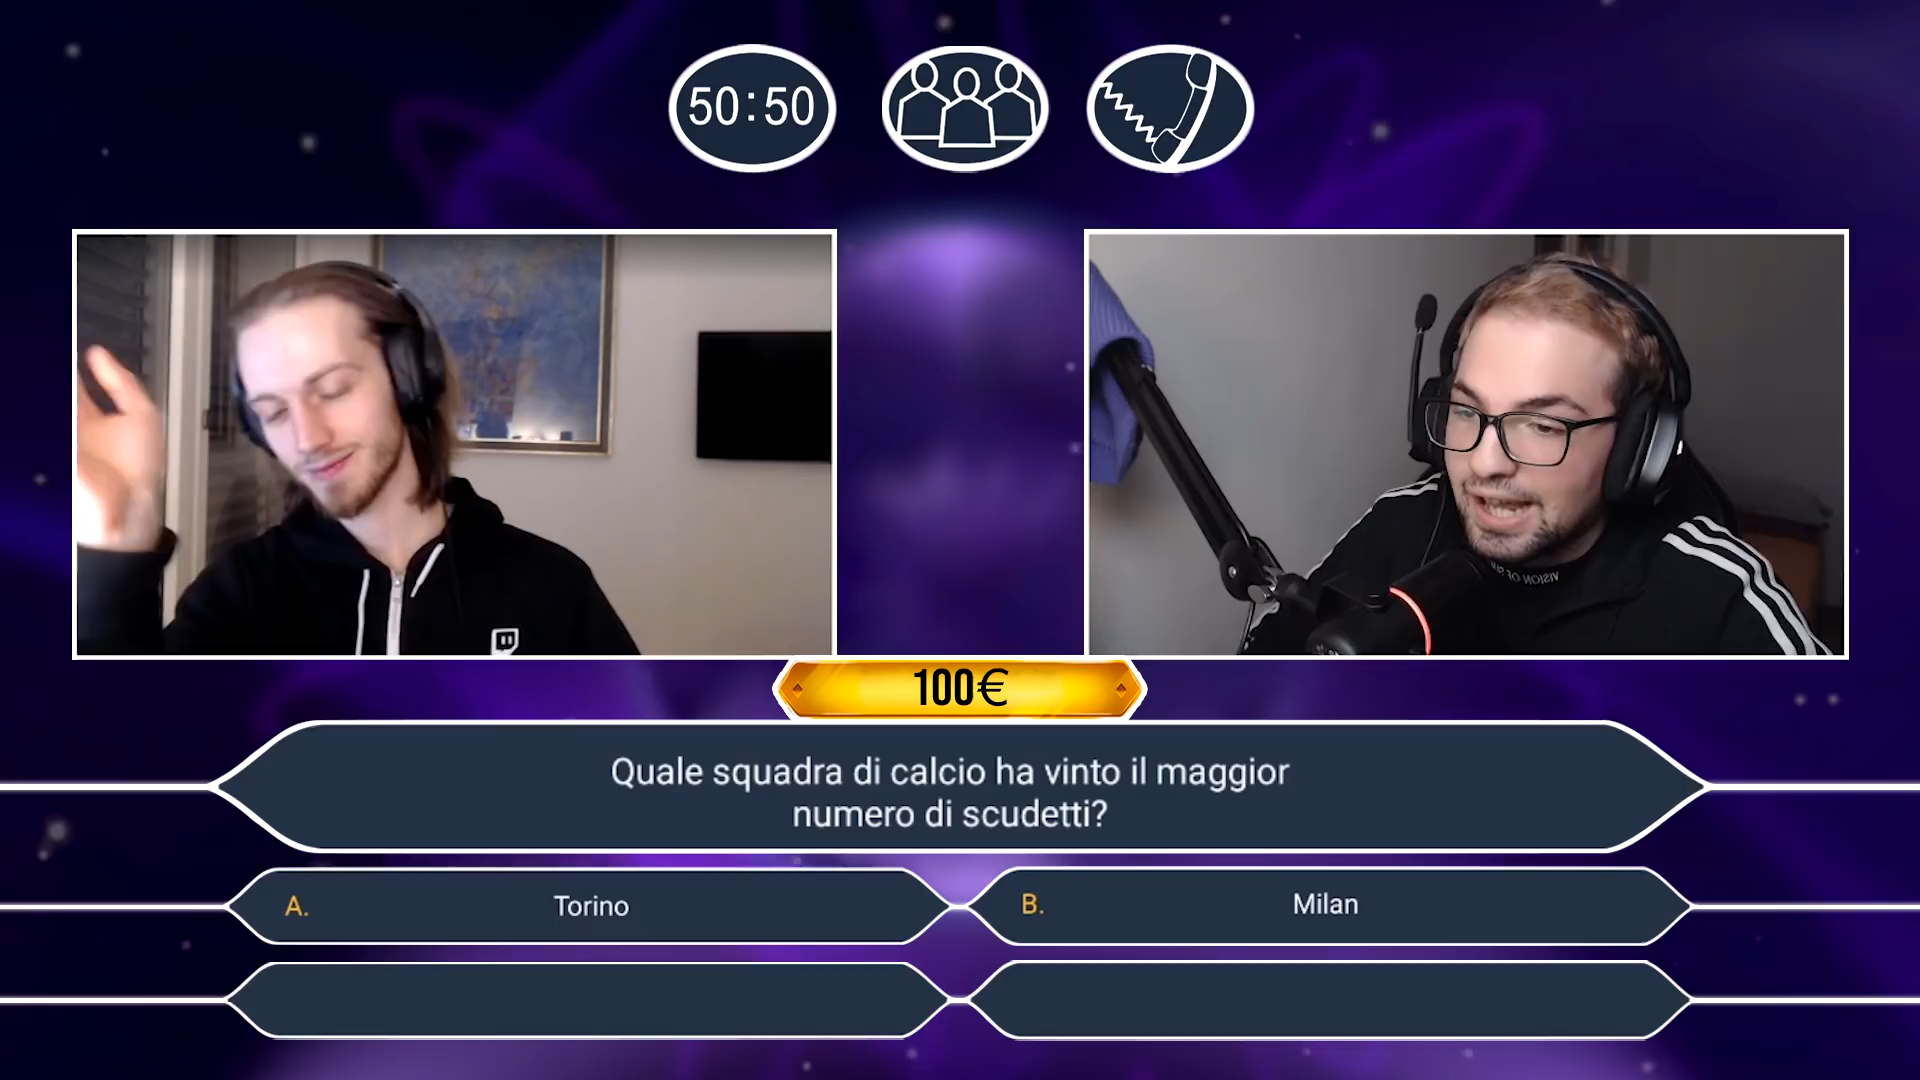 50:50
100€
Quale squadra di calcio ha vinto il maggior
numero di scudetti?
A. Torino
B. Milan